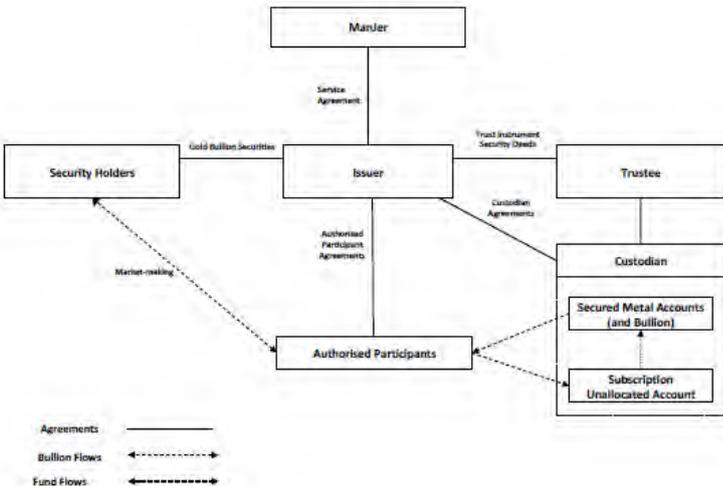 ManJer
Service
Agreement
Gold Bullion Securities
Trust Instrument
Security Deeds
Security Holders
Issuer
Trustee
Custodian
Agreements
Authorised
Participant
Agreements
Custodian
Market-making
Secured Metal Accounts
(and Bullion)
Authorised Participants
Subscription
Unallocated Account
Agreements
Bullion Flows
Fund Flows